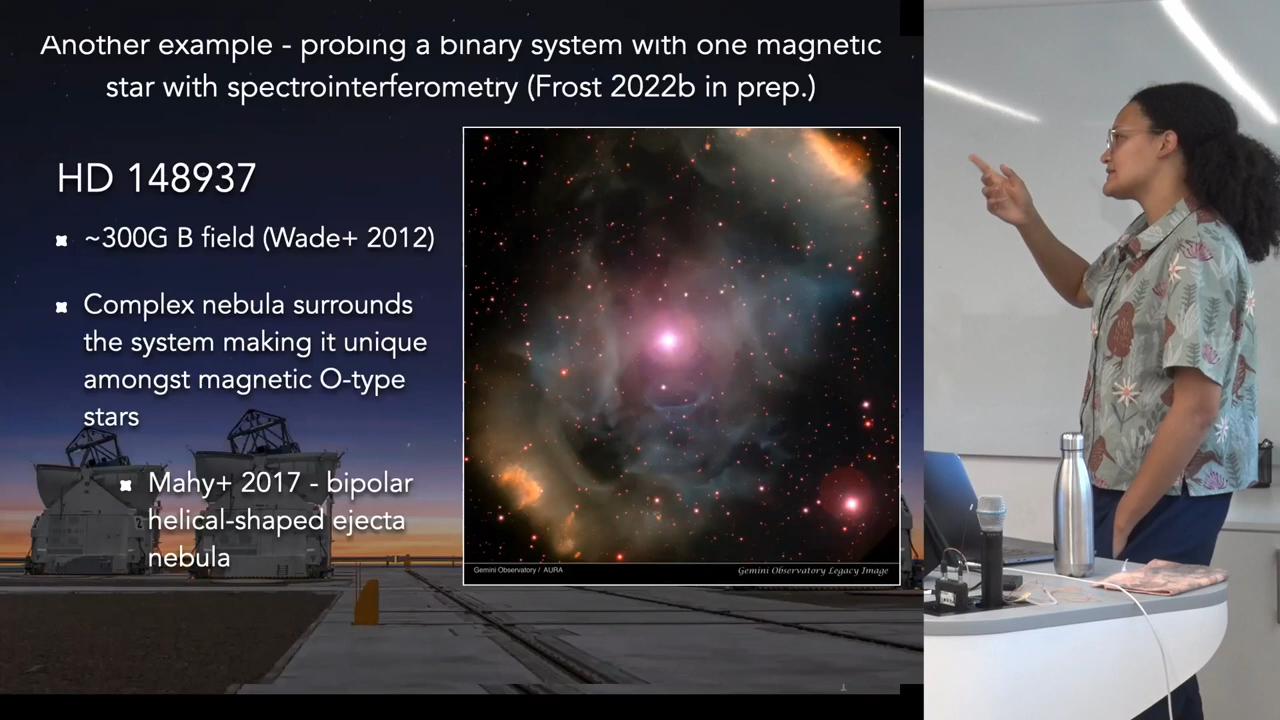 Another example - probing a binary system with one magnetic
star with spectrointerferometry (Frost 2022b in prep.)
HD 148937
~300G B field (Wade+ 2012)
Complex nebula surrounds
the system making it unique
amongst magnetic O-type
stars
Mahy+ 2017 - bipolar
helical-shaped ejecta
nebula
Gemini Observatory / AURA
Gemini Observatory Legacy Image